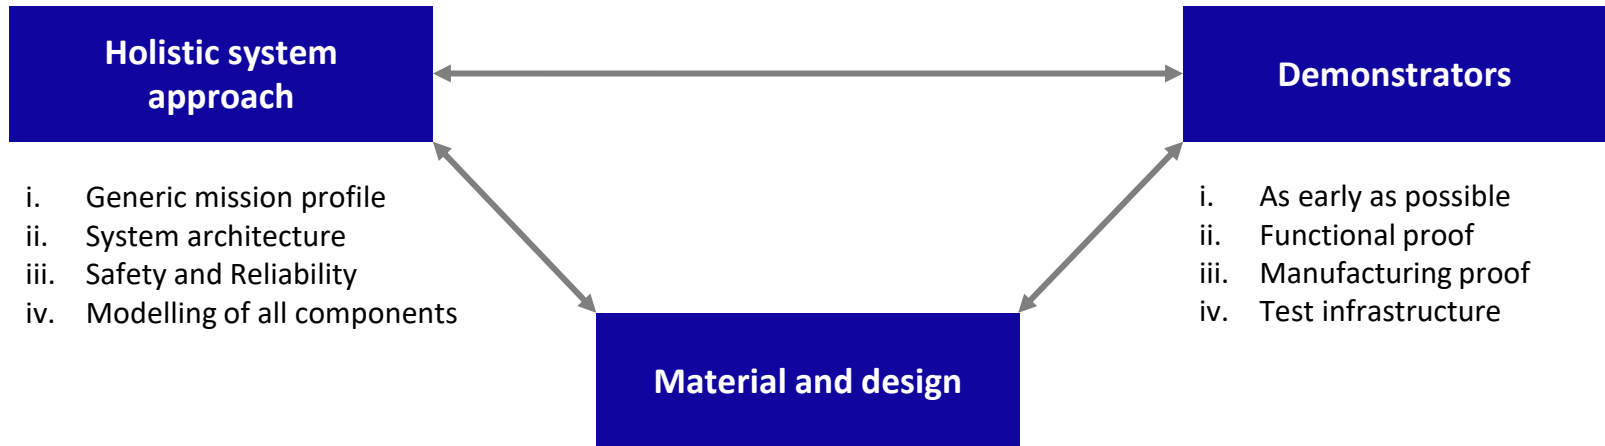 Holistic system
approach
Demonstrators
i. Generic mission profile
ii. System architecture
iii. Safety and Reliability
iv. Modelling of all components
i. As early as possible
ii. Functional proof
iii. Manufacturing proof
iv. Test infrastructure
Material and design